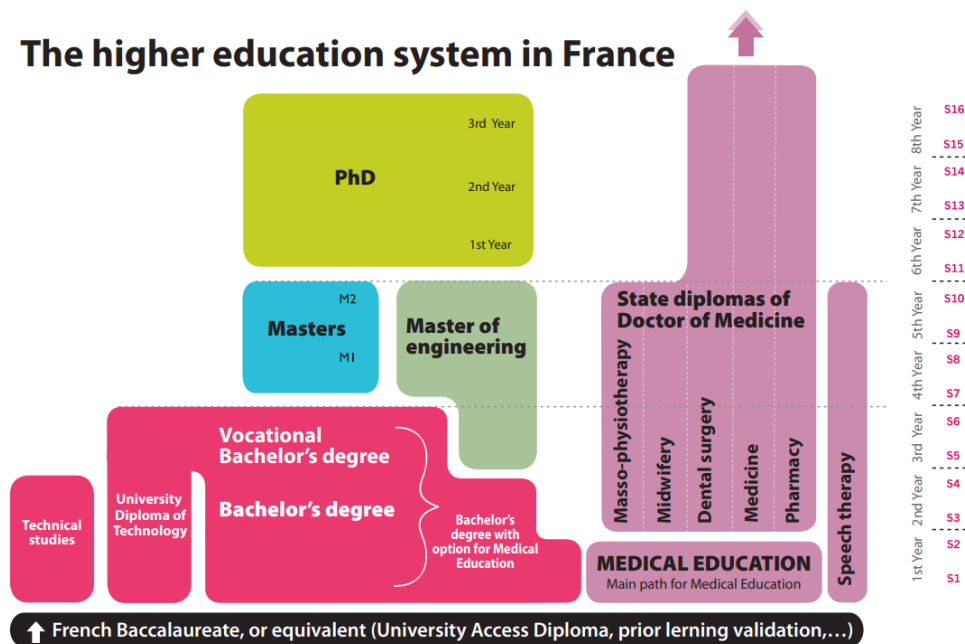 The higher education system in France
3rd Year
PhD
2nd Year
1st Year
M2
Masters
M1
Master of
engineering
State diplomas of
Doctor of Medicine
Masso-physiotherapy
Midwifery
Dental surgery
Medicine
Pharmacy
Speech therapy
Vocational
Bachelor's degree
Bachelor's degree
Technical
studies
University
Diploma of
Technology
Bachelor's
degree with
option for Medical
Education
MEDICAL EDUCATION
Main path for Medical Education
8th Year
7th Year
6th Year
5th Year
4th Year
3rd Year
2nd Year
1st Year
S16
S15
S14
S13
S12
S11
S10
S9
S8
S7
S6
S5
S4
S3
S2
S1
French Baccalaureate, or equivalent (University Access Diploma, prior lerning validation,...)